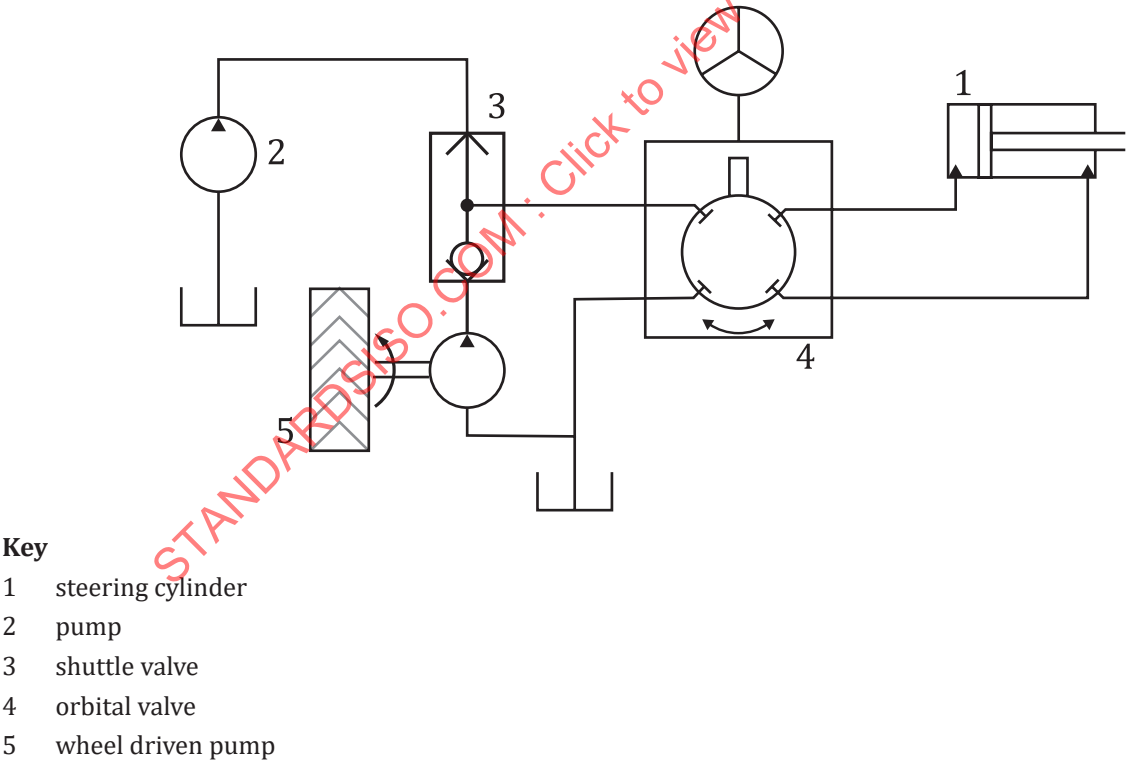 1
3
2
4
5
STANDARDSISO.COM : Click to view
Key
1 steering cylinder
2 pump
3 shuttle valve
4 orbital valve
5 wheel driven pump